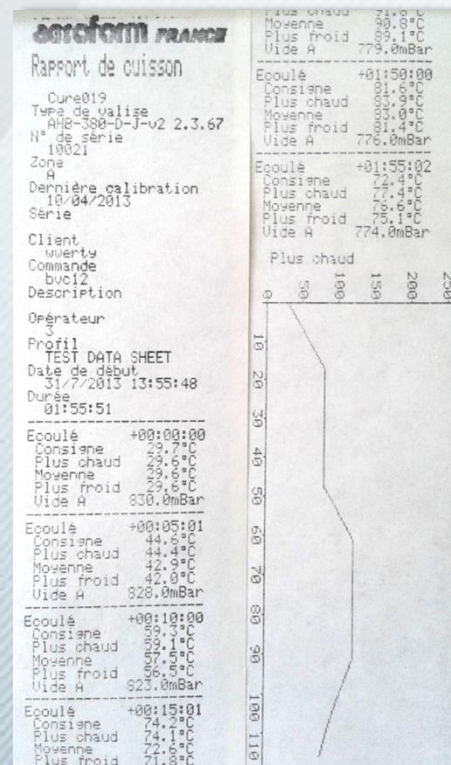 aeroform FRANCE
Rapport de cuisson
Cure019
Type de valise
AHB-380-D-J-v2 2.3.67
N° de série
10021
Zone
A
Dernière calibration
10/04/2013
Série
Client
wwerty
Commande
bvc12
Description
Opérateur
3
Profil
TEST DATA SHEET
Date de début
31/7/2013 13:55:48
Durée
01:55:51
Ecoulé +00:00:00
Consigne 29.7°C
Plus chaud 29.6°C
Moyenne 29.6°C
Plus froid 29.6°C
Vide A 830.0mBar
Ecoulé +00:05:01
Consigne 44.6°C
Plus chaud 44.4°C
Moyenne 42.9°C
Plus froid 42.0°C
Vide A 828.0mBar
Ecoulé +00:10:00
Consigne 59.3°C
Plus chaud 59.1°C
Moyenne 57.5°C
Plus froid 56.5°C
Vide A 823.0mBar
Ecoulé +00:15:01
Consigne 74.2°C
Plus chaud 74.1°C
Moyenne 72.6°C
Plus froid 71.8°C
Plus chaud 91.8°C
Moyenne 90.8°C
Plus froid 89.1°C
Vide A 779.0mBar
Ecoulé +01:50:00
Consigne 81.6°C
Plus chaud 83.9°C
Moyenne 83.0°C
Plus froid 81.4°C
Vide A 776.0mBar
Ecoulé +01:55:02
Consigne 72.4°C
Plus chaud 77.4°C
Moyenne 76.6°C
Plus froid 75.1°C
Vide A 774.0mBar
Plus chaud
0 50 100 150 200 250
10
20
30
40
50
60
70
80
90
100
110